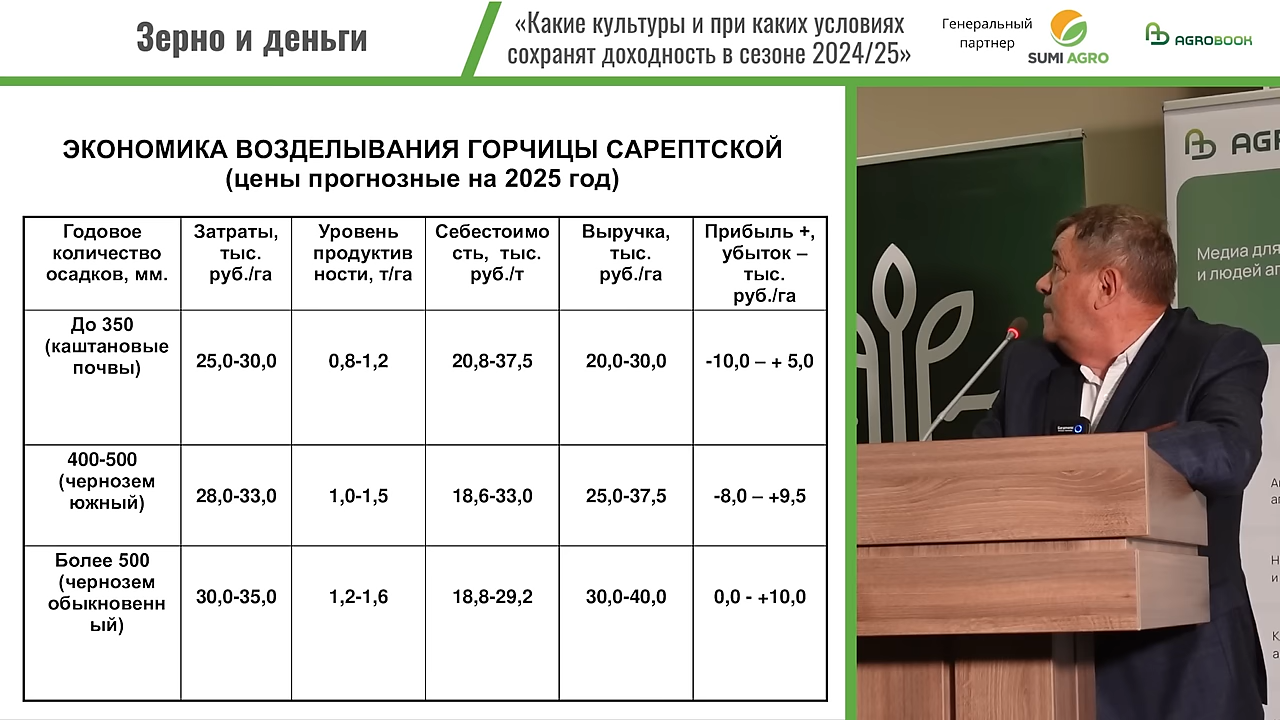 Зерно и деньги
«Какие культуры и при каких условиях
сохранят доходность в сезоне 2024/25»
Генеральный
партнер
SUMI AGRO
AGROBOOK
ЭКОНОМИКА ВОЗДЕЛЫВАНИЯ ГОРЧИЦЫ САРЕПТСКОЙ
(цены прогнозные на 2025 год)
Годовое
количество
осадков, мм.
Затраты,
тыс.
руб./га
Уровень
продуктив
ности, т/га
Себестоимо
сть, тыс.
руб./т
Выручка,
тыс.
руб./га
Прибыль +,
убыток –
тыс.
руб./га
До 350
(каштановые
почвы)
25,0-30,0
0,8-1,2
20,8-37,5
20,0-30,0
-10,0 – + 5,0
400-500
(чернозем
южный)
28,0-33,0
1,0-1,5
18,6-33,0
25,0-37,5
-8,0 – +9,5
Более 500
(чернозем
обыкновенн
ый)
30,0-35,0
1,2-1,6
18,8-29,2
30,0-40,0
0,0 - +10,0
Медиа для
и людей